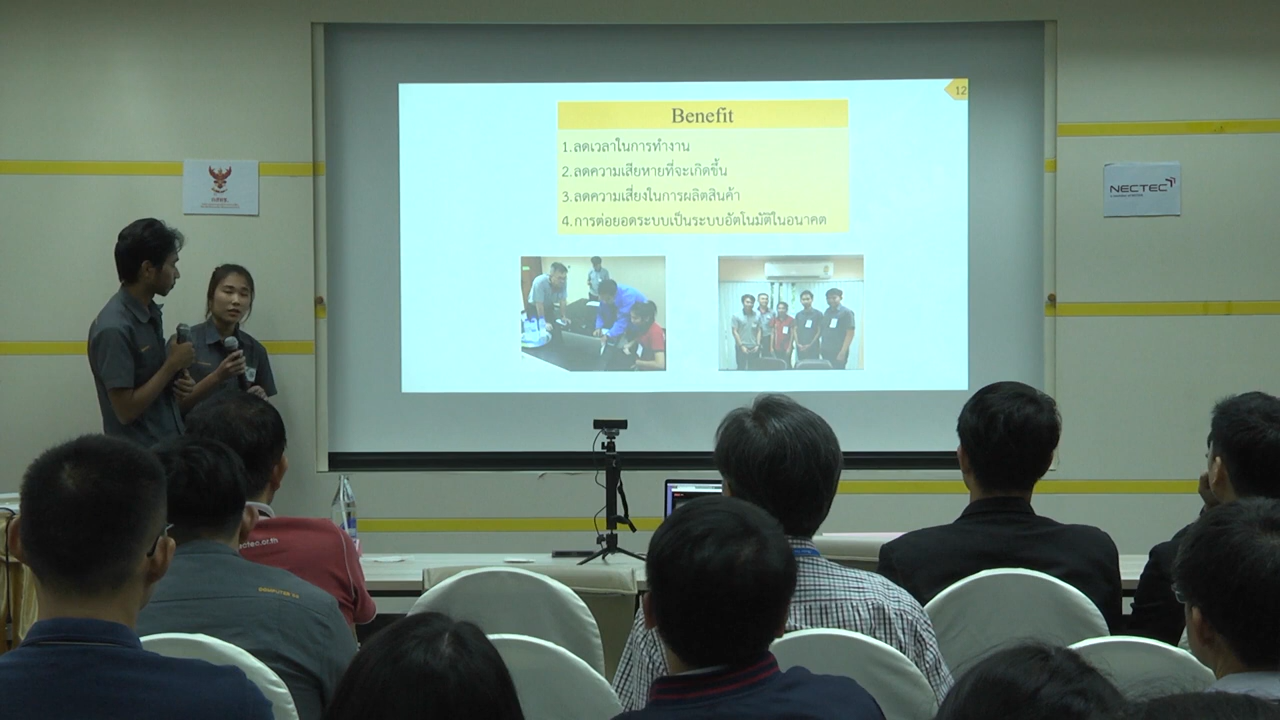 12
Benefit
1.ลดเวลาในการทำงาน
2.ลดความเสียหายที่จะเกิดขึ้น
3.ลดความเสี่ยงในการผลิตสินค้า
4.การต่อยอดระบบเป็นระบบอัตโนมัติในอนาคต
NECTEC
COMPUTER